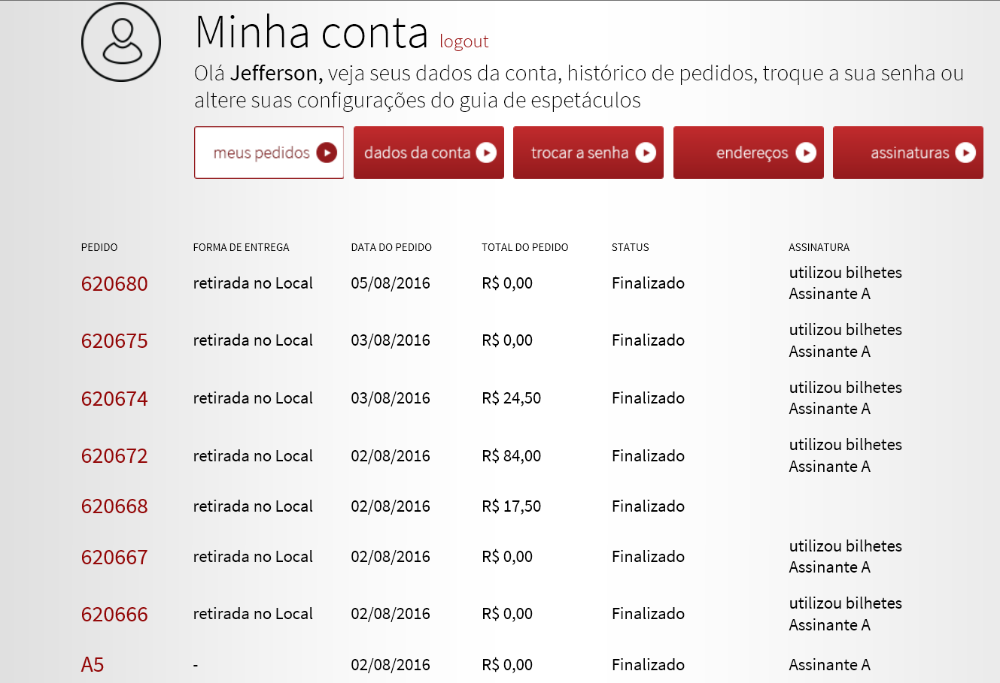 Minha conta logout
Olá Jefferson, veja seus dados da conta, histórico de pedidos, troque a sua senha ou
altere suas configurações do guia de espetáculos
meus pedidos dados da conta trocar a senha endereços assinaturas
PEDIDO FORMA DE ENTREGA DATA DO PEDIDO TOTAL DO PEDIDO STATUS ASSINATURA
620680 retirada no Local 05/08/2016 R$ 0,00 Finalizado utilizou bilhetes
Assinante A
620675 retirada no Local 03/08/2016 R$ 0,00 Finalizado utilizou bilhetes
Assinante A
620674 retirada no Local 03/08/2016 R$ 24,50 Finalizado utilizou bilhetes
Assinante A
620672 retirada no Local 02/08/2016 R$ 84,00 Finalizado utilizou bilhetes
Assinante A
620668 retirada no Local 02/08/2016 R$ 17,50 Finalizado
620667 retirada no Local 02/08/2016 R$ 0,00 Finalizado utilizou bilhetes
Assinante A
620666 retirada no Local 02/08/2016 R$ 0,00 Finalizado utilizou bilhetes
Assinante A
A5 - 02/08/2016 R$ 0,00 Finalizado Assinante A